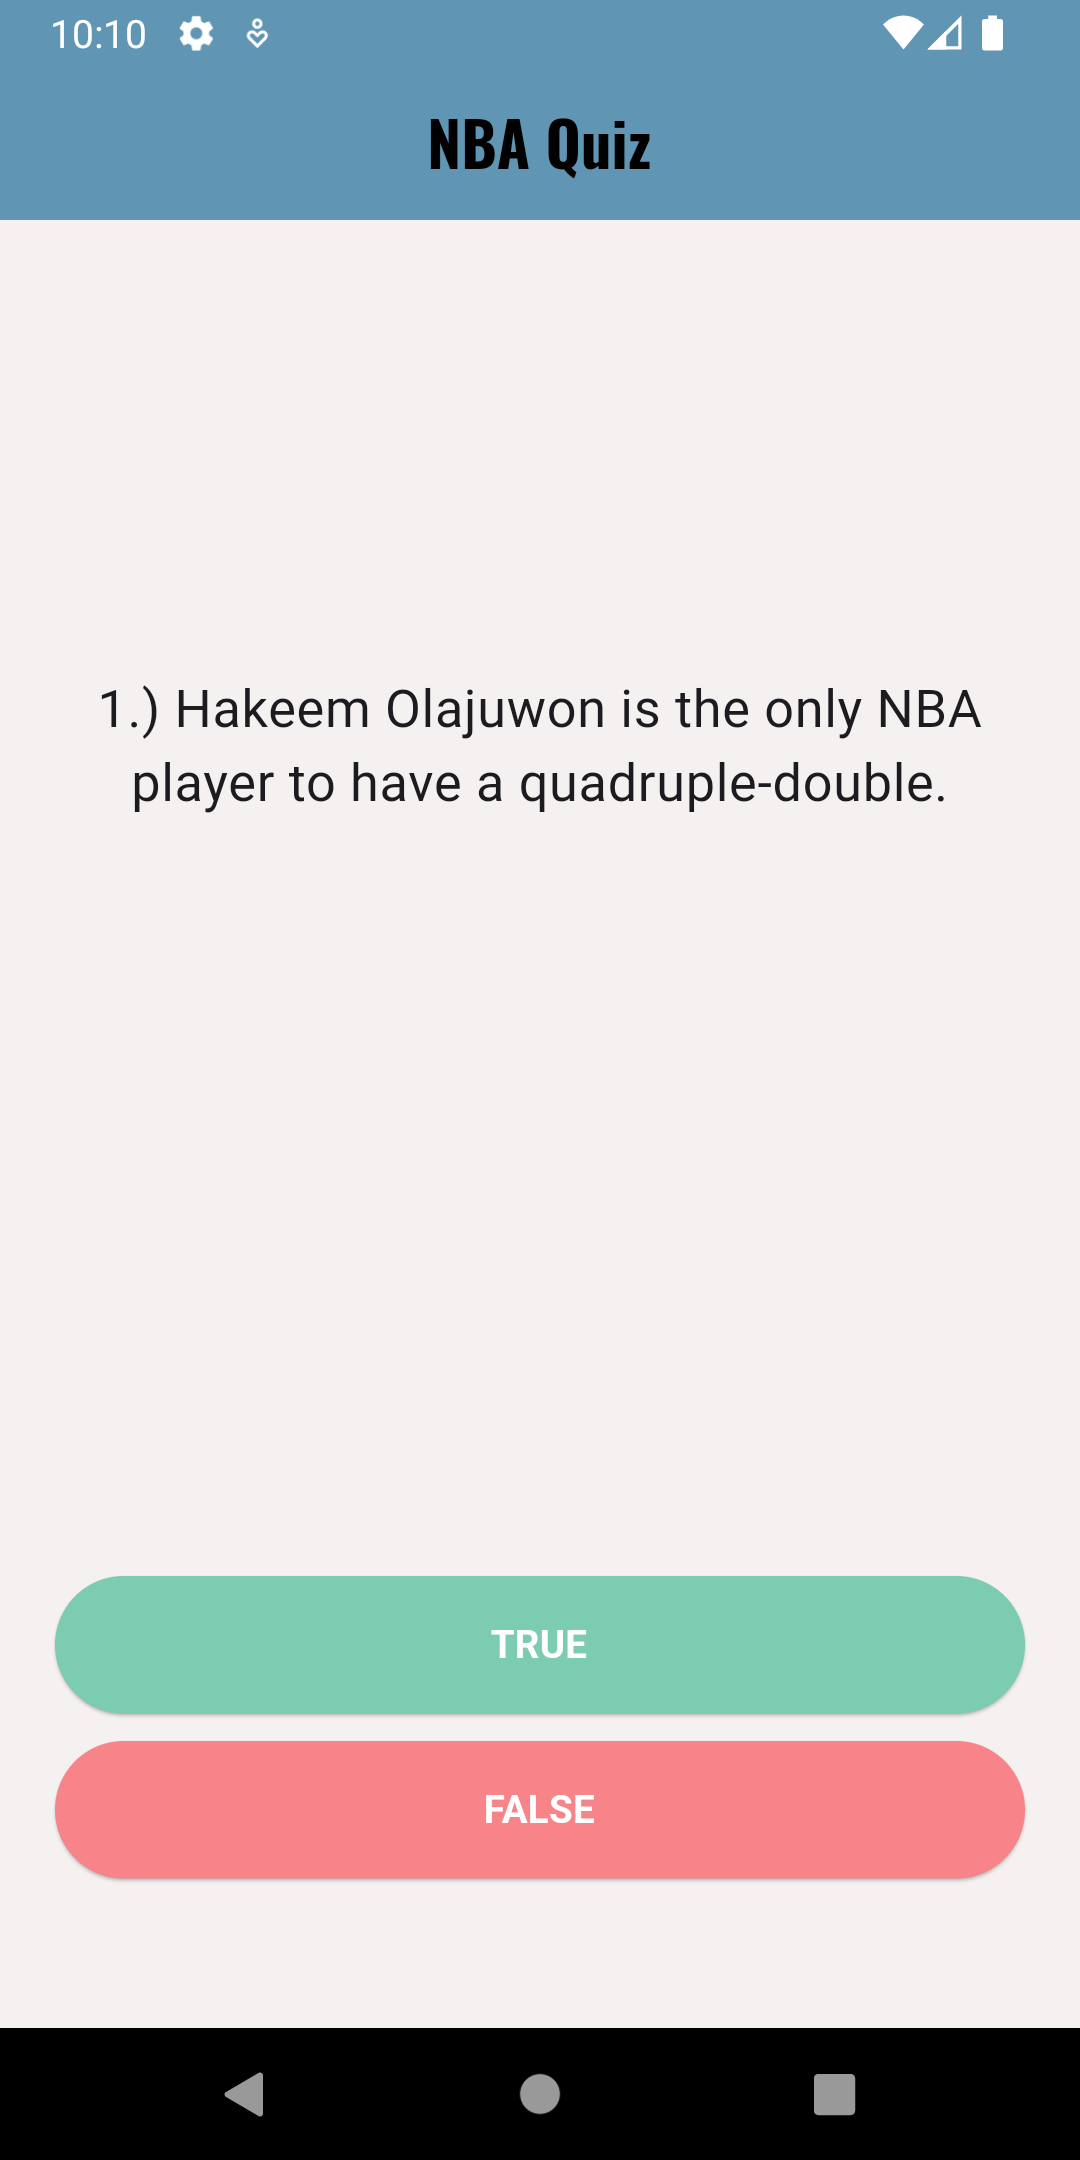 10:10
NBA Quiz
1.) Hakeem Olajuwon is the only NBA
player to have a quadruple-double.
TRUE
FALSE